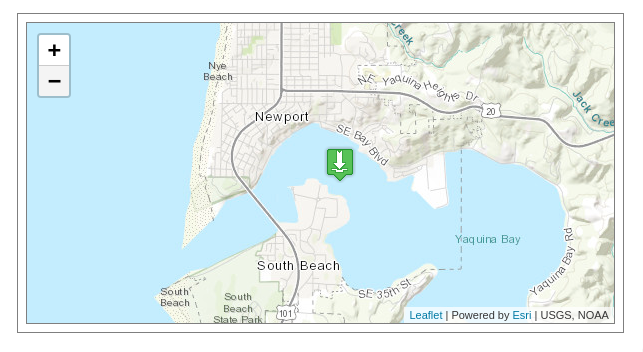 +
−
Creek
Nye
Beach
N.E. Yaquina Heights Dr
20
Jack Creek
Newport
SE Bay Blvd
Yaquina Bay
Yaquina Bay Rd
South Beach
SE 35th St
South
Beach
South
Beach
State Park
101
Leaflet | Powered by Esri | USGS, NOAA